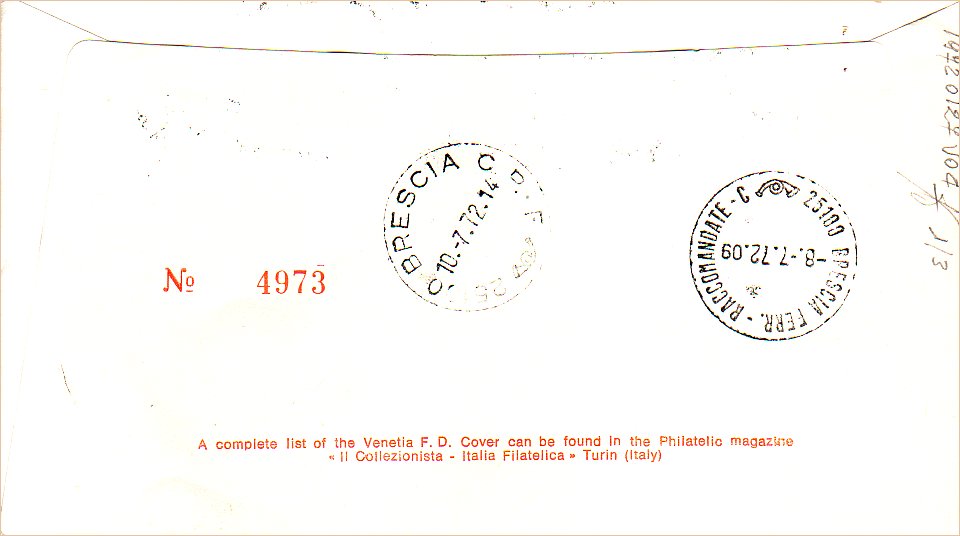 Nº 4973
25100 BRESCIA C.P.-F.
10.-7.72.14
25100 BRESCIA FERR. - RACCOMANDATE - C
-8.-7.72.09
A complete list of the Venetia F. D. Cover can be found in the Philatelic magazine
« Il Collezionista - Italia Filatelica » Turin (Italy)